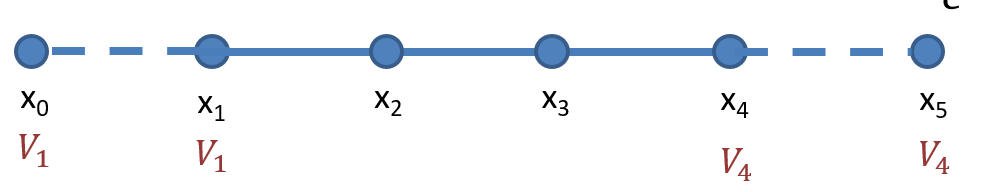 x₀ x₁ x₂ x₃ x₄ x₅
V₁ V₁ V₄ V₄